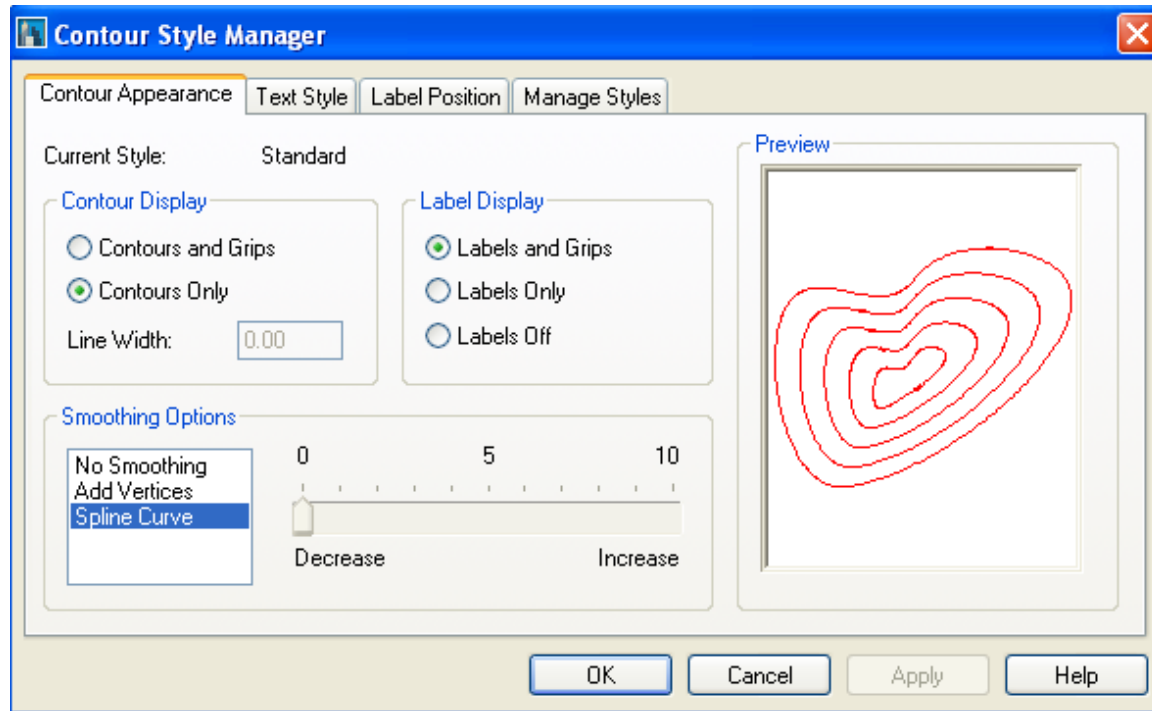 Contour Style Manager
Contour Appearance Text Style Label Position Manage Styles
Current Style: Standard
Contour Display
Contours and Grips
Contours Only
Line Width: 0.00
Label Display
Labels and Grips
Labels Only
Labels Off
Smoothing Options
No Smoothing
Add Vertices
Spline Curve
0 5 10
Decrease Increase
Preview
OK Cancel Apply Help